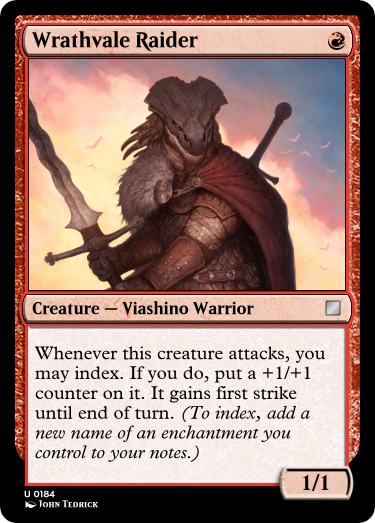 Wrathvale Raider
Creature — Viashino Warrior
Whenever this creature attacks, you
may index. If you do, put a +1/+1
counter on it. It gains first strike
until end of turn. (To index, add a
new name of an enchantment you
control to your notes.)
1/1
U 0184
John Tedrick